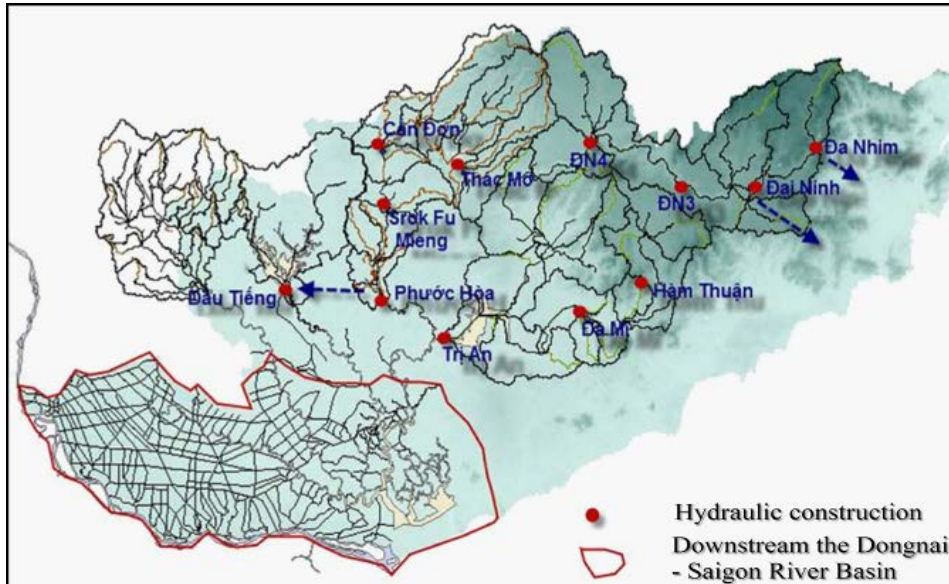 Cần Đơn
Thác Mơ
ĐN4
Đa Nhim
ĐN3
Đại Ninh
Srok Fu
Mieng
Dầu Tiếng
Phước Hòa
Hàm Thuận
Đa Mi
Trị An
Hydraulic construction
Downstream the Dongnai
- Saigon River Basin